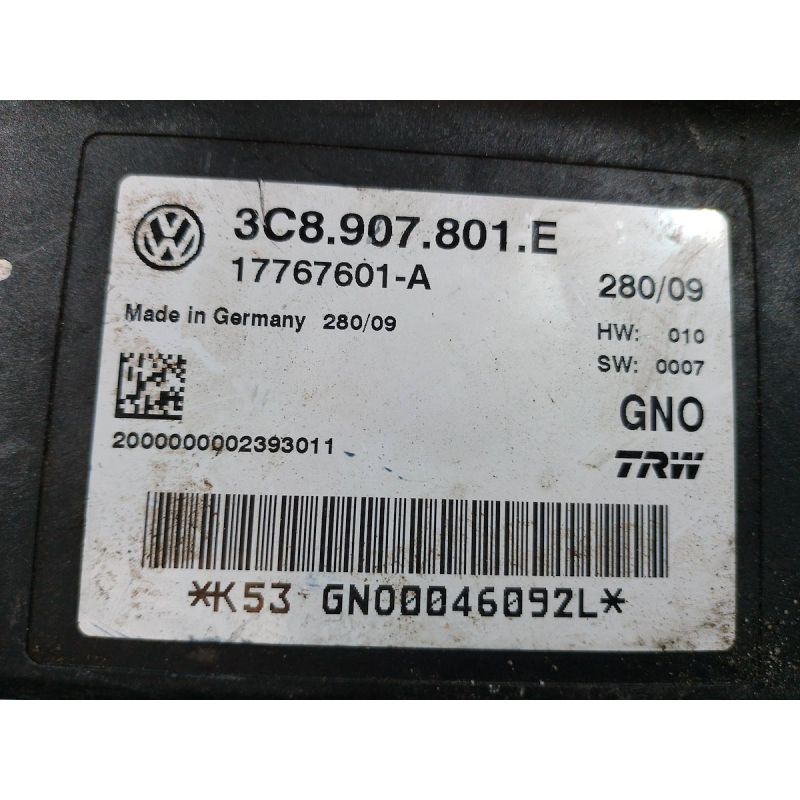 3C8.907.801.E
17767601-A
280/09
Made in Germany 280/09
HW: 010
SW: 0007
GNO
2000000002393011
TRW
*K53 GNO0046092L*